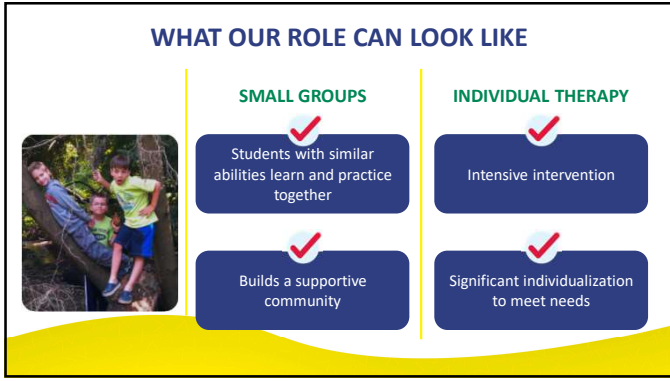 WHAT OUR ROLE CAN LOOK LIKE
SMALL GROUPS
Students with similar
abilities learn and practice
together
Builds a supportive
community
INDIVIDUAL THERAPY
Intensive intervention
Significant individualization
to meet needs